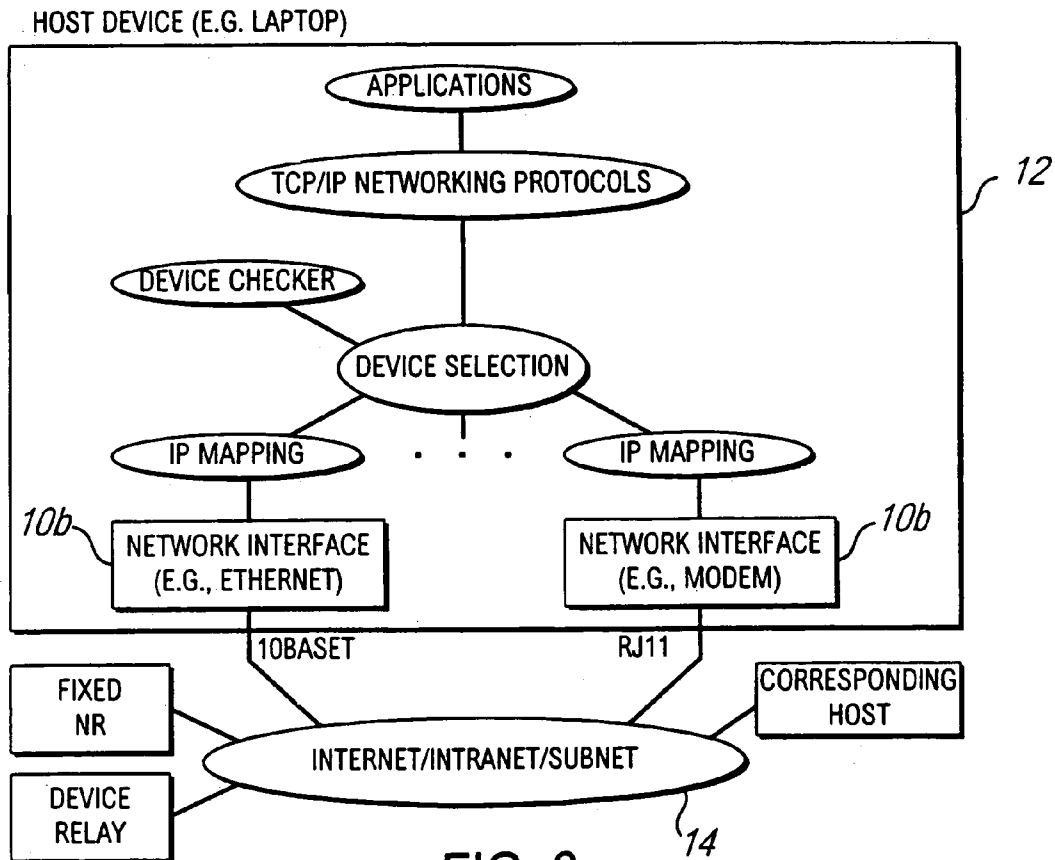 HOST DEVICE (E.G. LAPTOP)
APPLICATIONS
TCP/IP NETWORKING PROTOCOLS
12
DEVICE CHECKER
DEVICE SELECTION
IP MAPPING
. . .
IP MAPPING
10b
NETWORK INTERFACE
(E.G., ETHERNET)
NETWORK INTERFACE
(E.G., MODEM)
10b
10BASET
RJ11
FIXED
NR
CORRESPONDING
HOST
INTERNET/INTRANET/SUBNET
DEVICE
RELAY
14